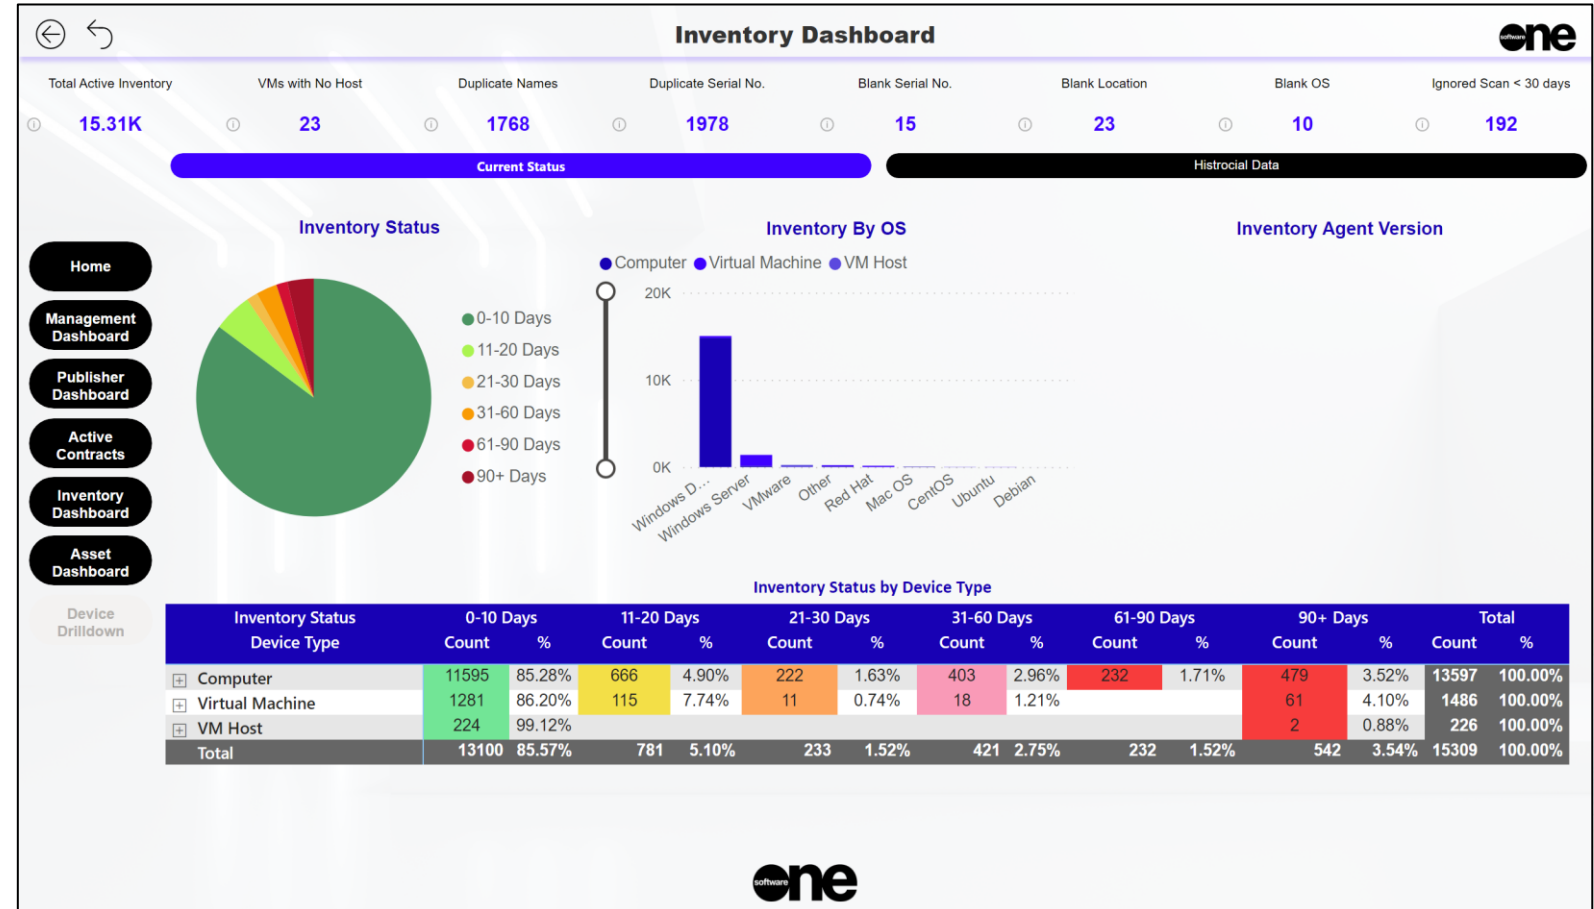 Inventory Dashboard
software one
Total Active Inventory
VMs with No Host
Duplicate Names
Duplicate Serial No.
Blank Serial No.
Blank Location
Blank OS
Ignored Scan < 30 days
15.31K
23
1768
1978
15
23
10
192
Current Status
Histrocial Data
Home
Management
Dashboard
Publisher
Dashboard
Active
Contracts
Inventory
Dashboard
Asset
Dashboard
Device
Drilldown
Inventory Status
0-10 Days
11-20 Days
21-30 Days
31-60 Days
61-90 Days
90+ Days
Inventory By OS
Computer Virtual Machine VM Host
20K
10K
0K
Windows D...
Windows Server
VMware
Other
Red Hat
Mac OS
CentOS
Ubuntu
Debian
Inventory Agent Version
Inventory Status by Device Type
Inventory Status 0-10 Days 11-20 Days 21-30 Days 31-60 Days 61-90 Days 90+ Days Total
Device Type Count % Count % Count % Count % Count % Count % Count %
Computer 11595 85.28% 666 4.90% 222 1.63% 403 2.96% 232 1.71% 479 3.52% 13597 100.00%
Virtual Machine 1281 86.20% 115 7.74% 11 0.74% 18 1.21% 61 4.10% 1486 100.00%
VM Host 224 99.12% 2 0.88% 226 100.00%
Total 13100 85.57% 781 5.10% 233 1.52% 421 2.75% 232 1.52% 542 3.54% 15309 100.00%
software one